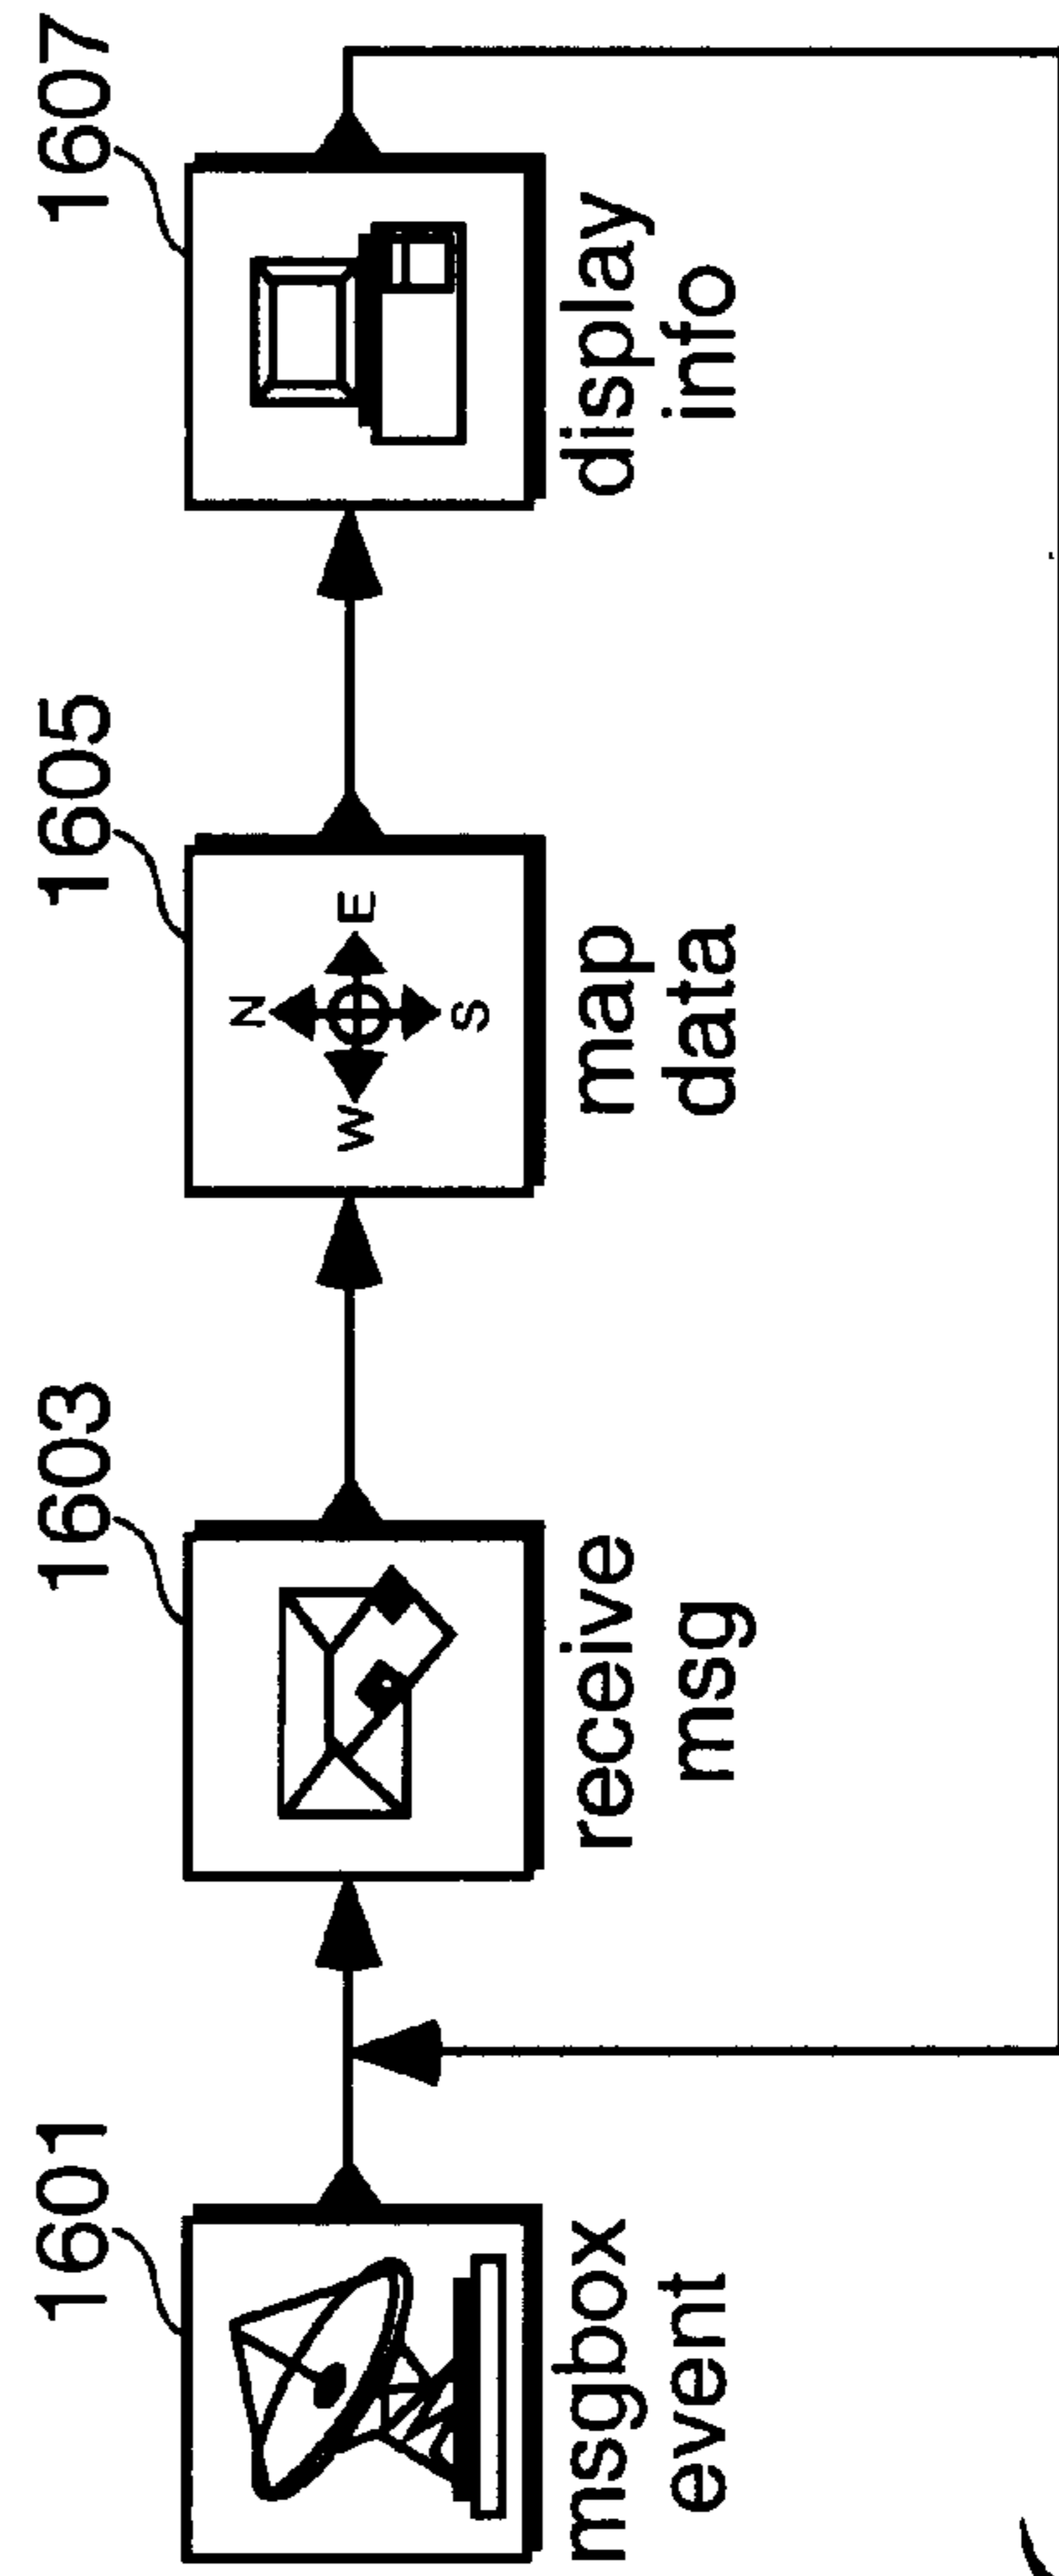 1601
msgbox
event
1603
receive
msg
1605
N
W E
S
map
data
1607
display
info